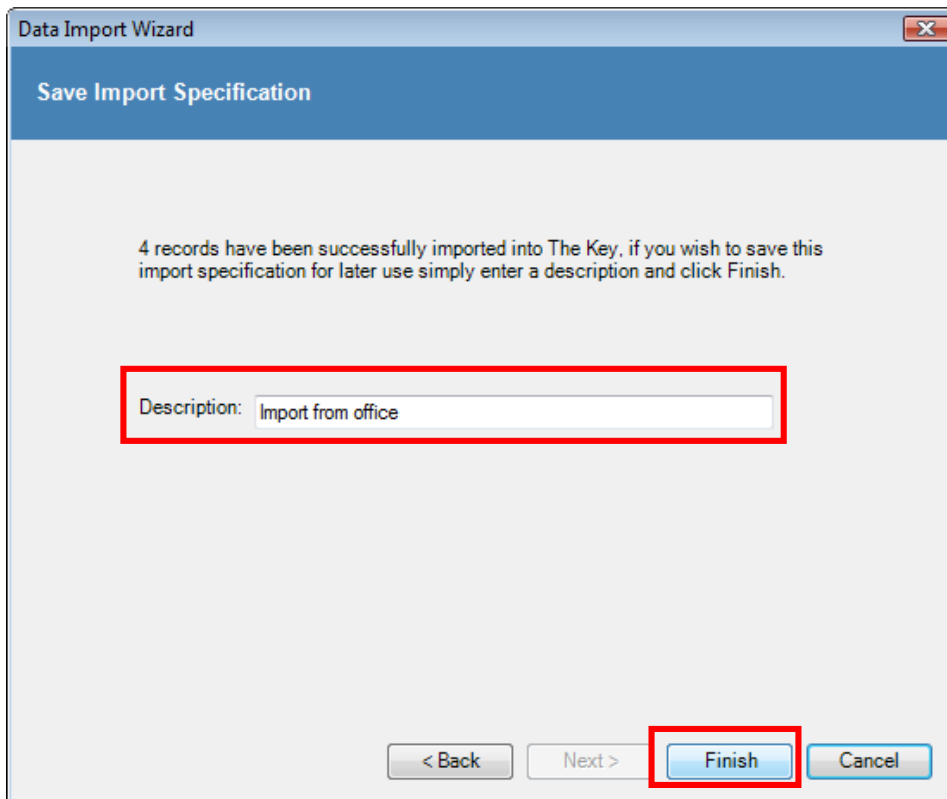 Data Import Wizard
Save Import Specification
4 records have been successfully imported into The Key, if you wish to save this
import specification for later use simply enter a description and click Finish.
Description: Import from office
< Back Next > Finish Cancel